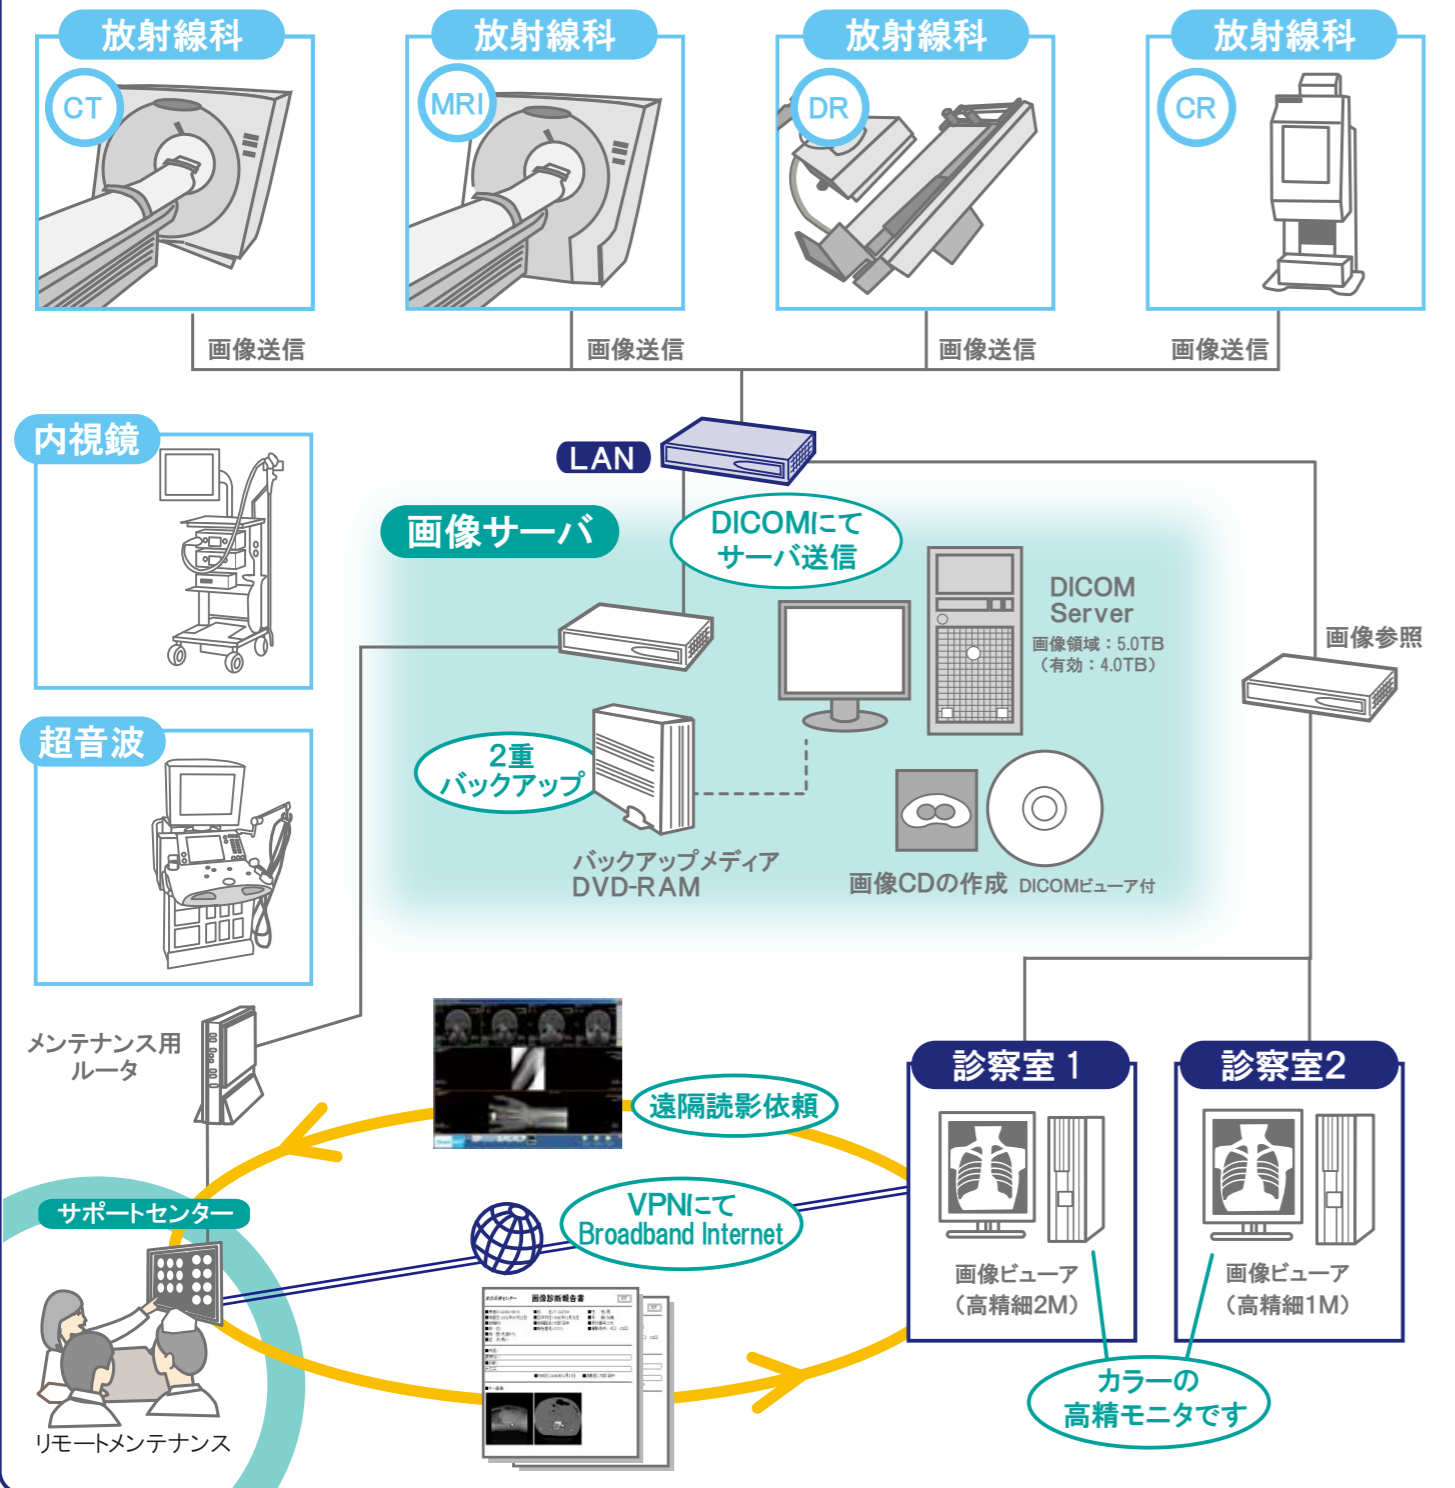 放射線科
放射線科
放射線科
放射線科
CT
MRI
DR
CR
画像送信
画像送信
画像送信
画像送信
内視鏡
LAN
画像サーバ
DICOMにて
サーバ送信
DICOM
Server
画像領域：5.0TB
（有効：4.0TB）
画像参照
超音波
2重
バックアップ
バックアップメディア
DVD-RAM
画像CDの作成 DICOMビューア付
メンテナンス用
ルータ
遠隔読影依頼
診察室1
診察室2
サポートセンター
VPNにて
Broadband Internet
画像ビューア
（高精細2M）
画像ビューア
（高精細1M）
画像診断報告書
カラーの
高精モニタです
リモートメンテナンス